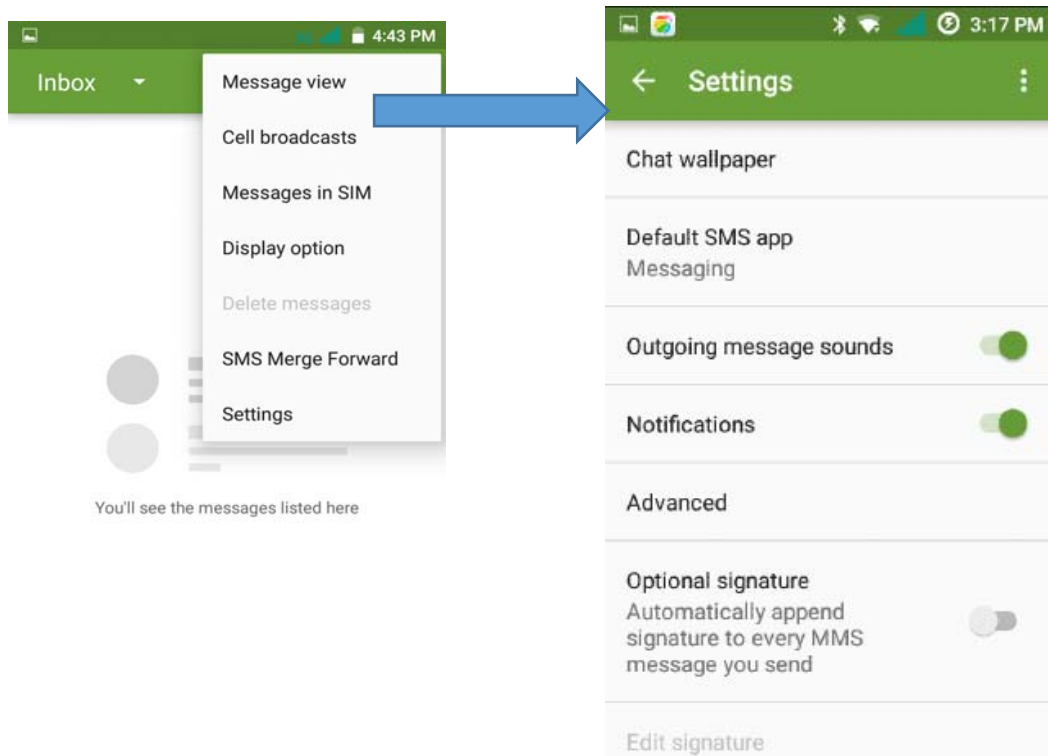 4:43 PM
Inbox
Message view
Cell broadcasts
Messages in SIM
Display option
Delete messages
SMS Merge Forward
Settings
You'll see the messages listed here
3:17 PM
Settings
Chat wallpaper
Default SMS app
Messaging
Outgoing message sounds
Notifications
Advanced
Optional signature
Automatically append
signature to every MMS
message you send
Edit signature